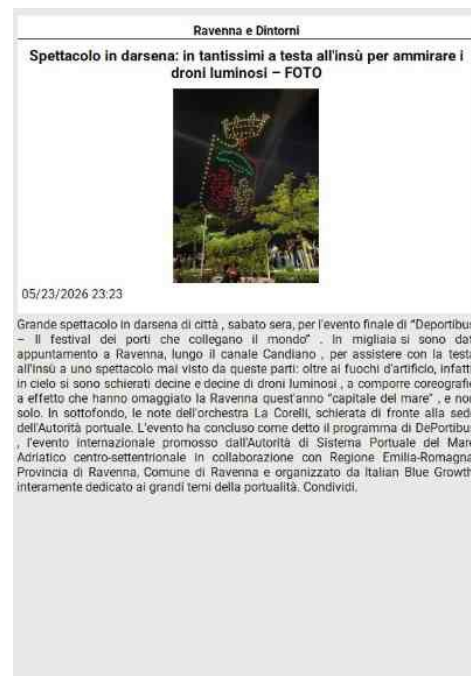 Ravenna e Dintorni
Spettacolo in darsena: in tantissimi a testa all'insù per ammirare i
droni luminosi – FOTO
05/23/2026 23:23
Grande spettacolo in darsena di città , sabato sera, per l'evento finale di "Deportibus
– Il festival dei porti che collegano il mondo" . In migliaia si sono dat
appuntamento a Ravenna, lungo il canale Candiano , per assistere con la testa
all'insù a uno spettacolo mai visto da queste parti: oltre ai fuochi d'artificio, infatti
in cielo si sono schierati decine e decine di droni luminosi , a comporre coreografie
a effetto che hanno omaggiato la Ravenna quest'anno "capitale del mare" , e non
solo. In sottofondo, le note dell'orchestra La Corelli, schierata di fronte alla sede
dell'Autorità portuale. L'evento ha concluso come detto il programma di DePortibus
, l'evento internazionale promosso dall'Autorità di Sistema Portuale del Mare
Adriatico centro-settentrionale in collaborazione con Regione Emilia-Romagna
Provincia di Ravenna, Comune di Ravenna e organizzato da Italian Blue Growth
interamente dedicato ai grandi temi della portualità. Condividi.